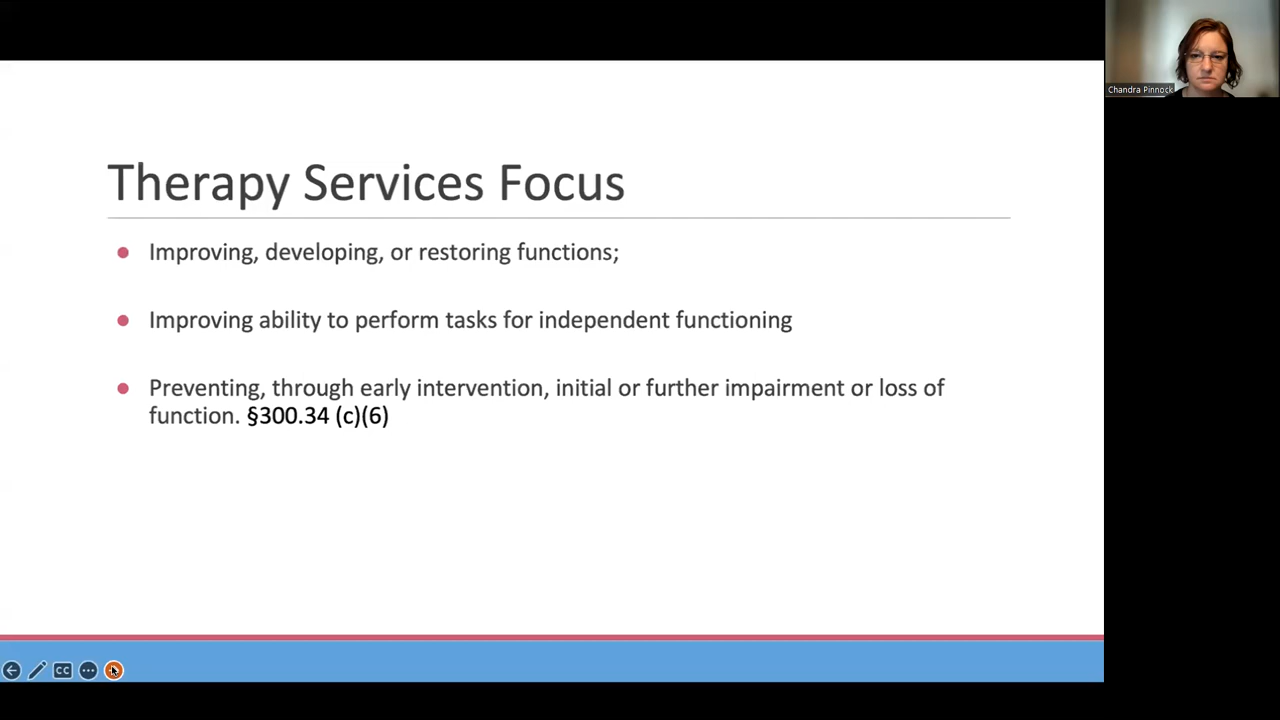 Chandra Pinnock
Therapy Services Focus
Improving, developing, or restoring functions;
Improving ability to perform tasks for independent functioning
Preventing, through early intervention, initial or further impairment or loss of
function. §300.34 (c)(6)
CC